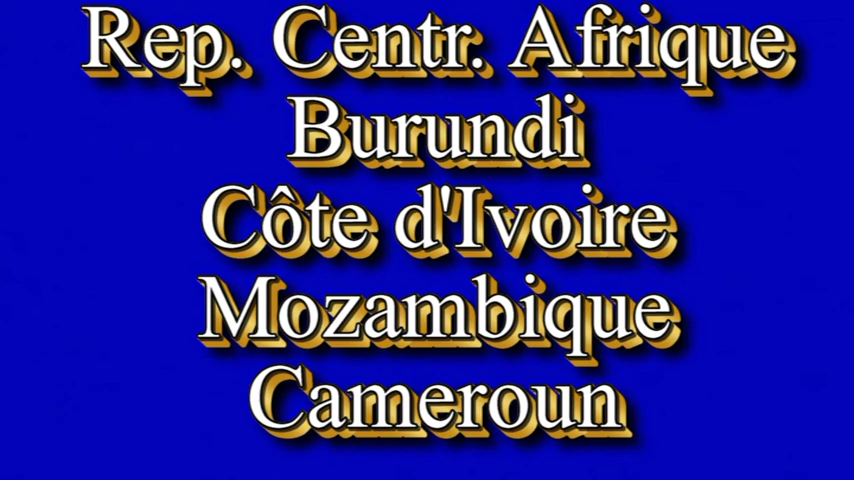 Rep. Centr. Afrique
Burundi
Côte d'Ivoire
Mozambique
Cameroun